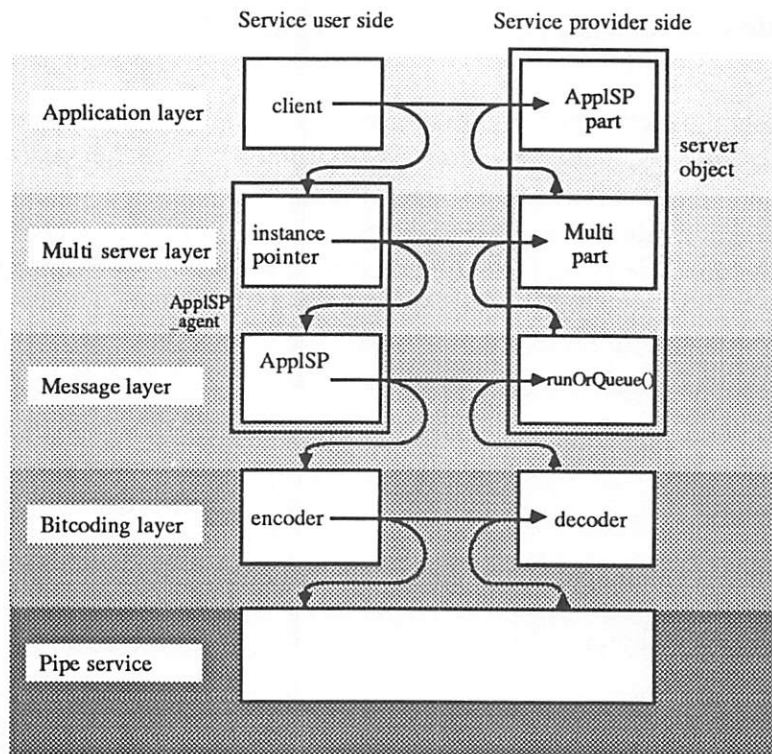 Service user side
Service provider side
Application layer
client
ApplSP
part
server
object
Multi server layer
instance
pointer
Multi
part
ApplSP
_agent
Message layer
ApplSP
runOrQueue()
Bitcoding layer
encoder
decoder
Pipe service